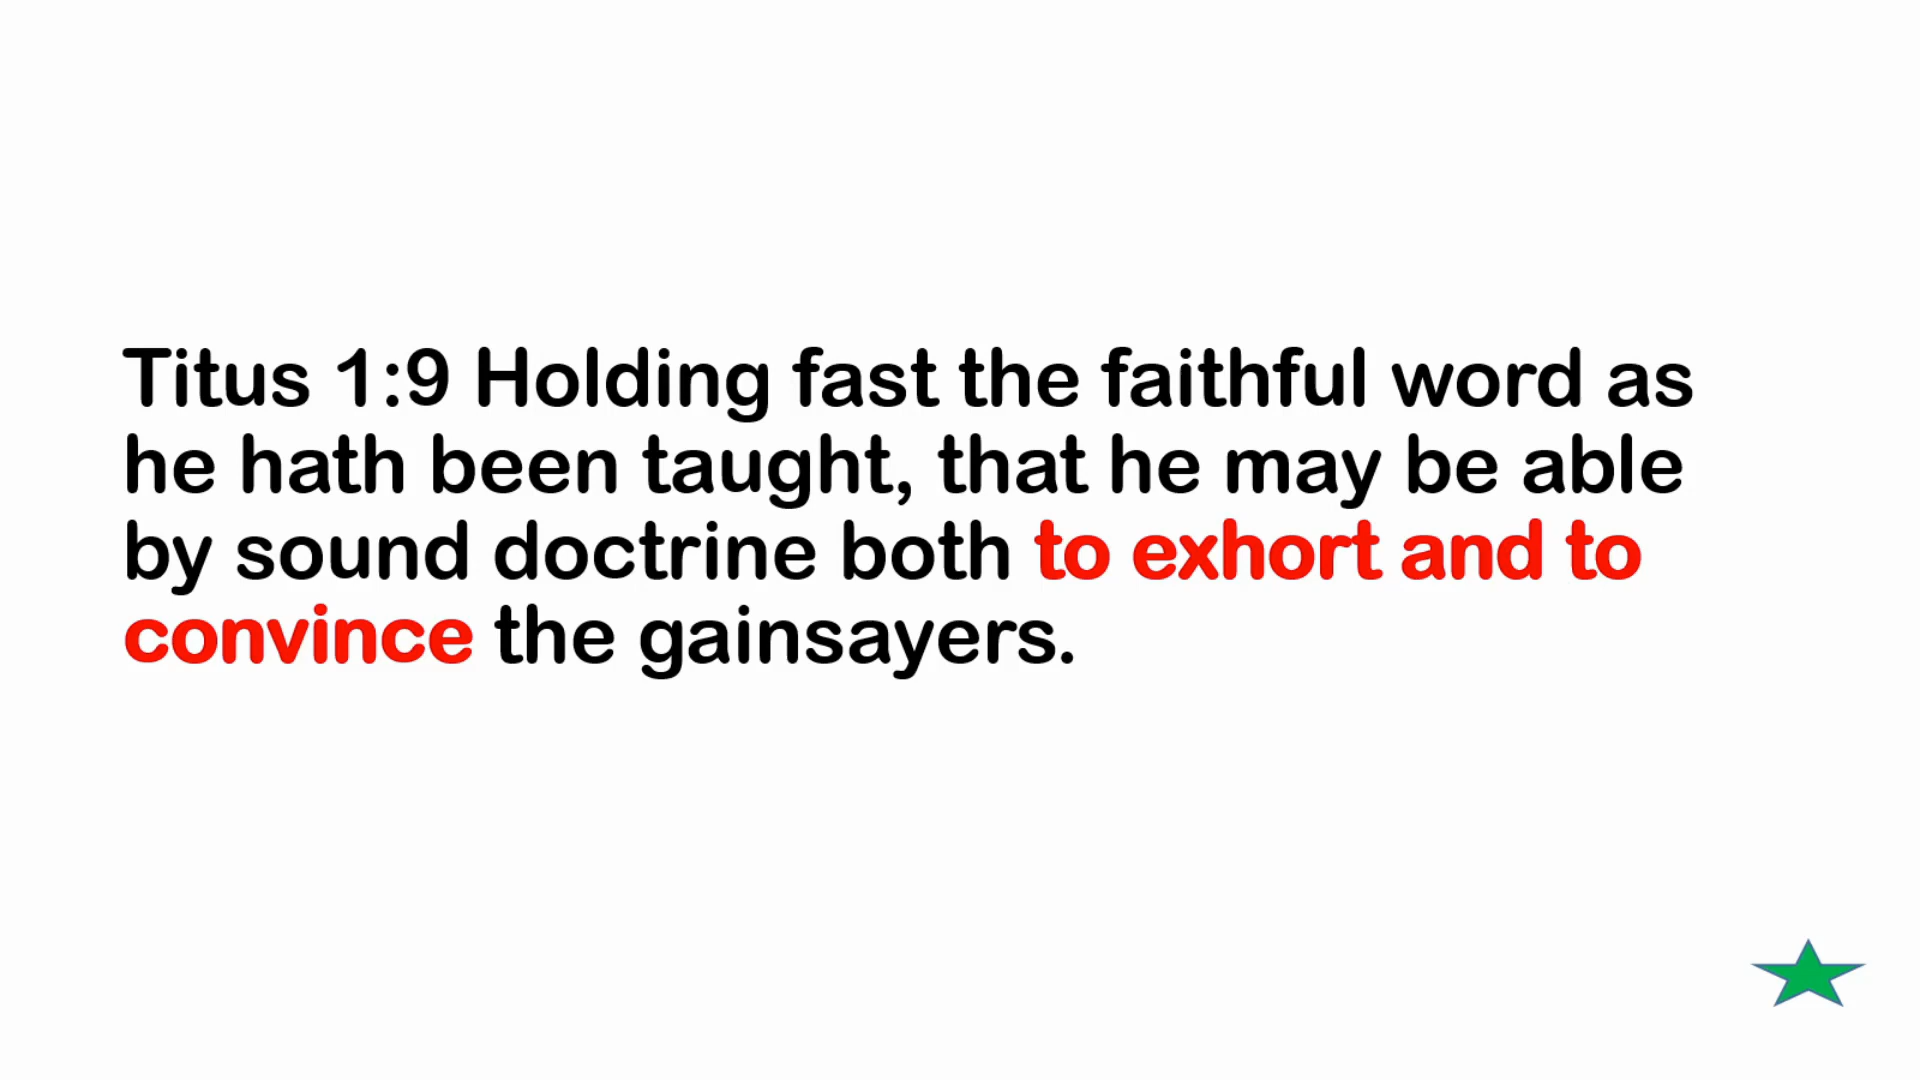 Titus 1:9 Holding fast the faithful word as
he hath been taught, that he may be able
by sound doctrine both to exhort and to
convince the gainsayers.